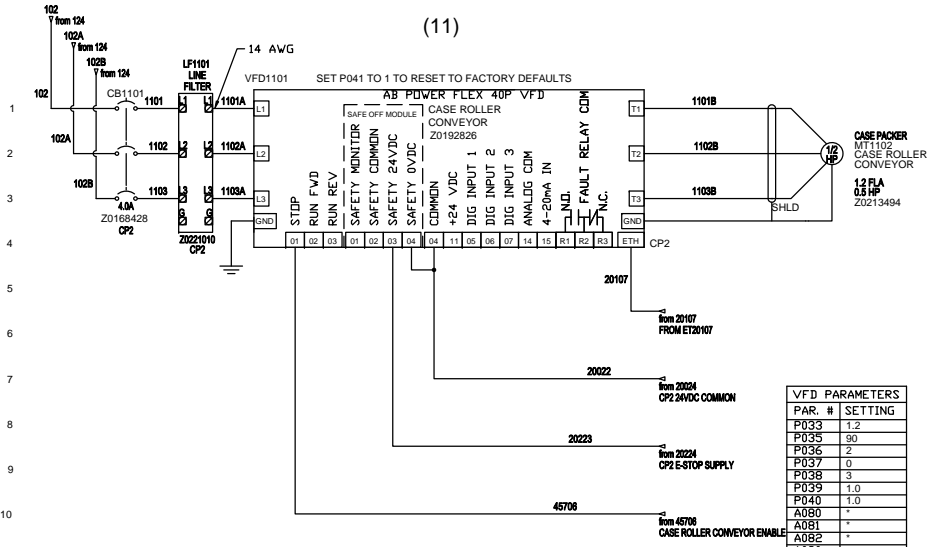 (11)
102
from 124
102A
from 124
102B
from 124
14 AWG
LF1101
LINE
FILTER
CB1101
VFD1101
SET P041 TO 1 TO RESET TO FACTORY DEFAULTS
AB POWER FLEX 40P VFD
SAFE OFF MODULE
CASE ROLLER
CONVEYOR
Z0192826
1
102
1101
L1
L1
1101A
L1
T1
1101B
2
102A
1102
L2
L2
1102A
L2
T2
1102B
3
102B
1103
L3
L3
1103A
L3
T3
1103B
4.0A
Z0168428
CP2
G
G
Z0221010
CP2
GND
GND
SHLD
1/2
HP
CASE PACKER
MT1102
CASE ROLLER
CONVEYOR
1.2 FLA
0.5 HP
Z0213494
STOP
RUN FWD
RUN REV
SAFETY MONITOR
SAFETY COMMON
SAFETY 24VDC
SAFETY 0VDC
COMMON
+24 VDC
DIG INPUT 1
DIG INPUT 2
DIG INPUT 3
ANALOG COM
4-20mA IN
N.O.
FAULT RELAY COM
N.C.
4
01 02 03 01 02 03 04 04 11 05 06 07 14 15 R1 R2 R3 ETH
CP2
5
20107
from 20107
FROM ET20107
6
7
20022
from 20024
CP2 24VDC COMMON
8
20223
from 20224
CP2 E-STOP SUPPLY
9
10
45706
from 45706
CASE ROLLER CONVEYOR ENABLE
VFD PARAMETERS
PAR. # SETTING
P033 1.2
P035 90
P036 2
P037 0
P038 3
P039 1.0
P040 1.0
A080 *
A081 *
A082 *